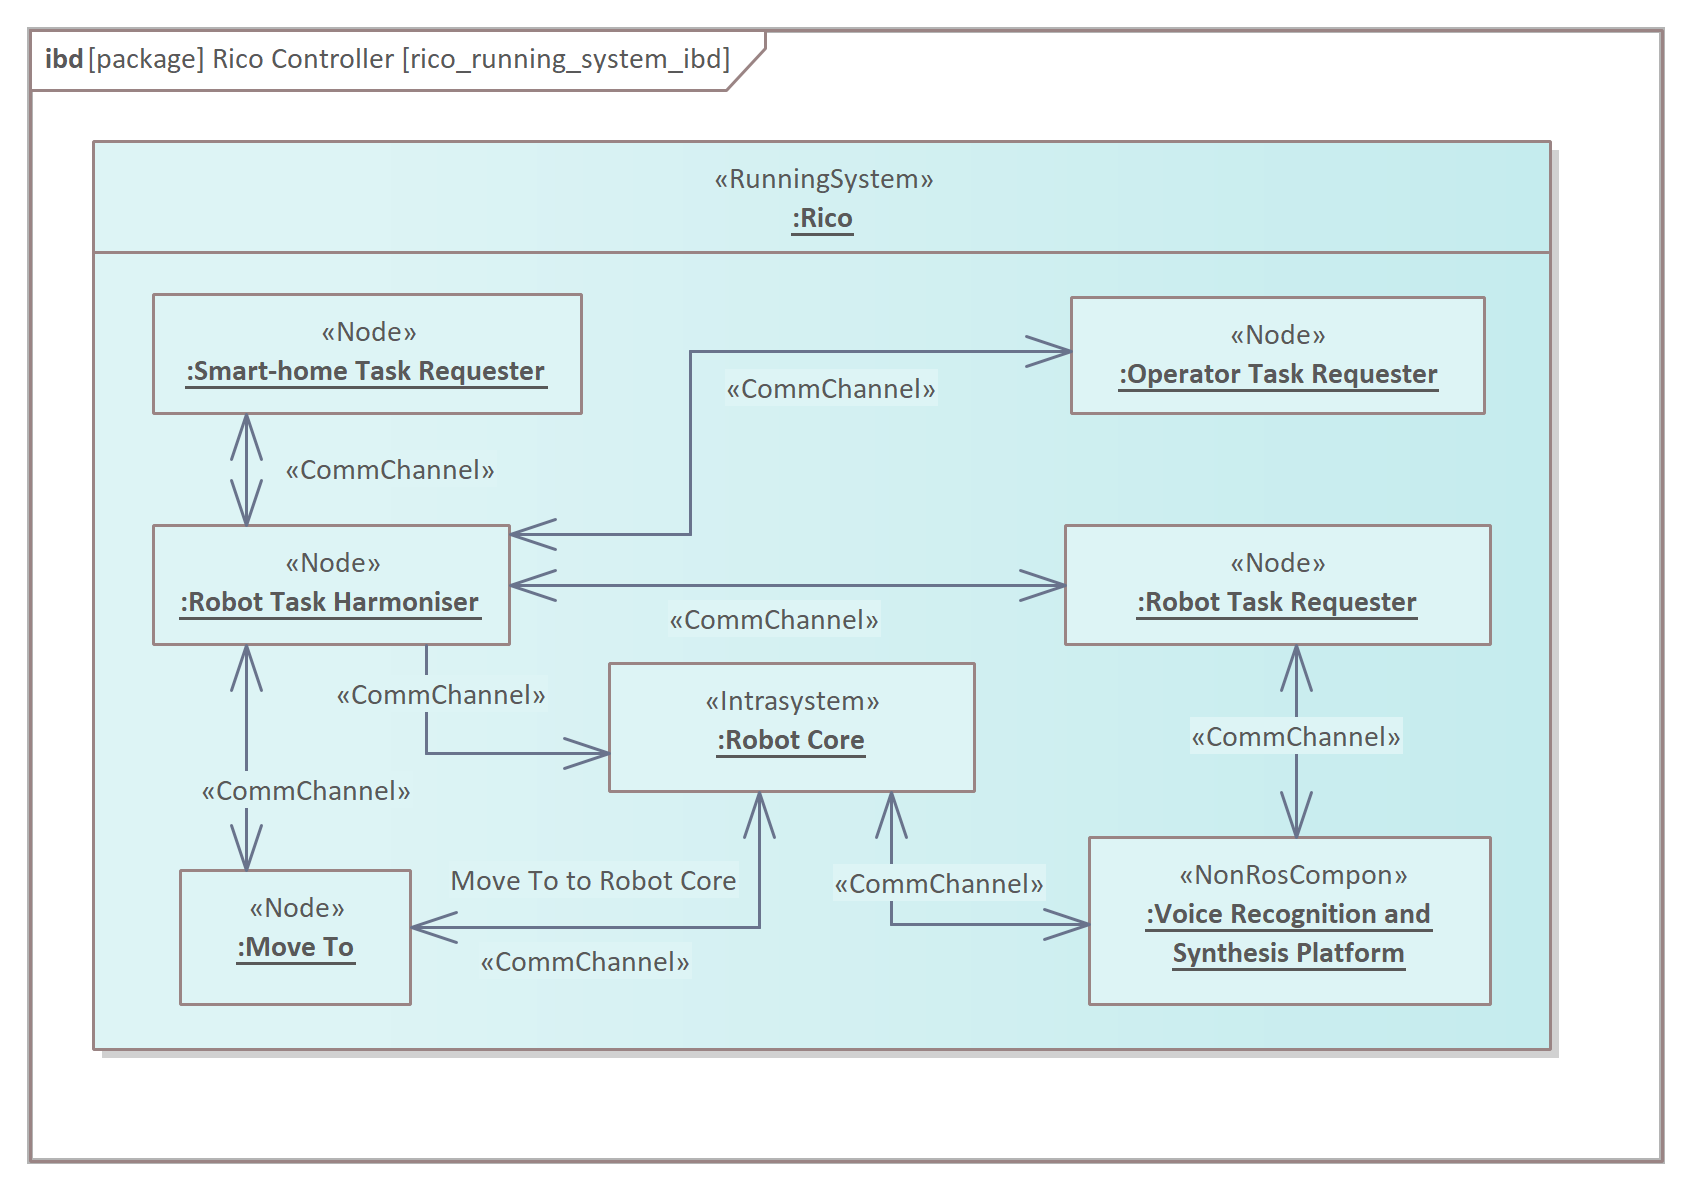 ibd [package] Rico Controller [rico_running_system_ibd]
«RunningSystem»
:Rico
«Node»
:Smart-home Task Requester
«Node»
:Operator Task Requester
«CommChannel»
«CommChannel»
«Node»
:Robot Task Harmoniser
«Node»
:Robot Task Requester
«CommChannel»
«CommChannel»
«Intrasystem»
:Robot Core
«CommChannel»
«CommChannel»
Move To to Robot Core
«CommChannel»
«CommChannel»
«Node»
:Move To
«NonRosCompon»
:Voice Recognition and
Synthesis Platform